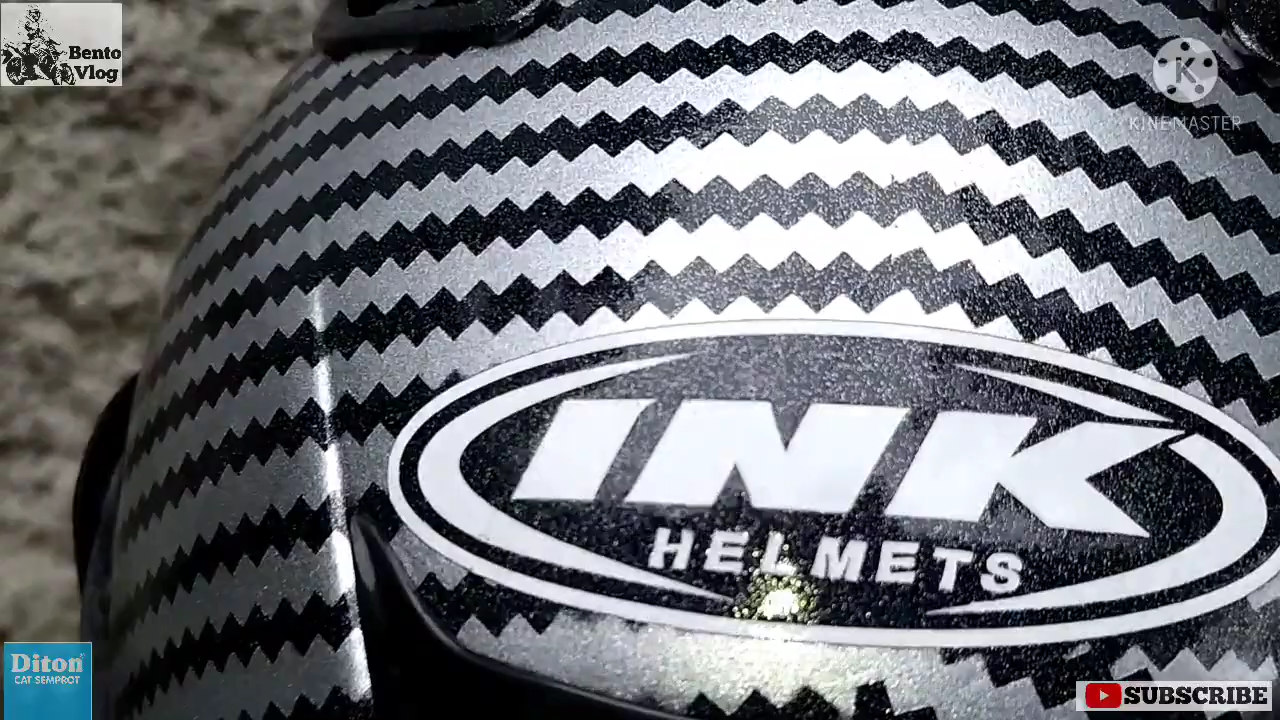 Bento
Vlog
KINEMASTER
INK
HELMETS
Diton®
CAT SEMPROT
SUBSCRIBE